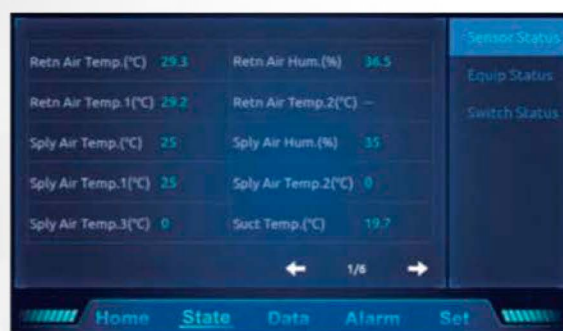 Retn Air Temp.(℃) 29.3 Retn Air Hum.(%) 36.5
Retn Air Temp.1(℃) 29.2 Retn Air Temp.2(℃) --
Sply Air Temp.(℃) 25 Sply Air Hum.(%) 35
Sply Air Temp.1(℃) 25 Sply Air Temp.2(℃) 0
Sply Air Temp.3(℃) 0 Suct Temp.(℃) 19.7
1/6
Sensor Status
Equip Status
Switch Status
Home State Data Alarm Set